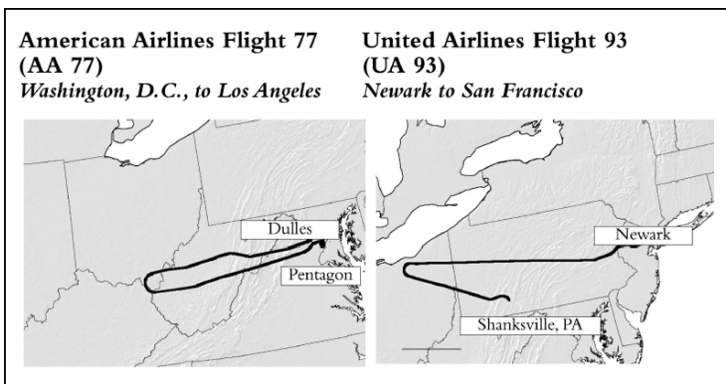 American Airlines Flight 77
(AA 77)
Washington, D.C., to Los Angeles
United Airlines Flight 93
(UA 93)
Newark to San Francisco
Dulles
Pentagon
Newark
Shanksville, PA